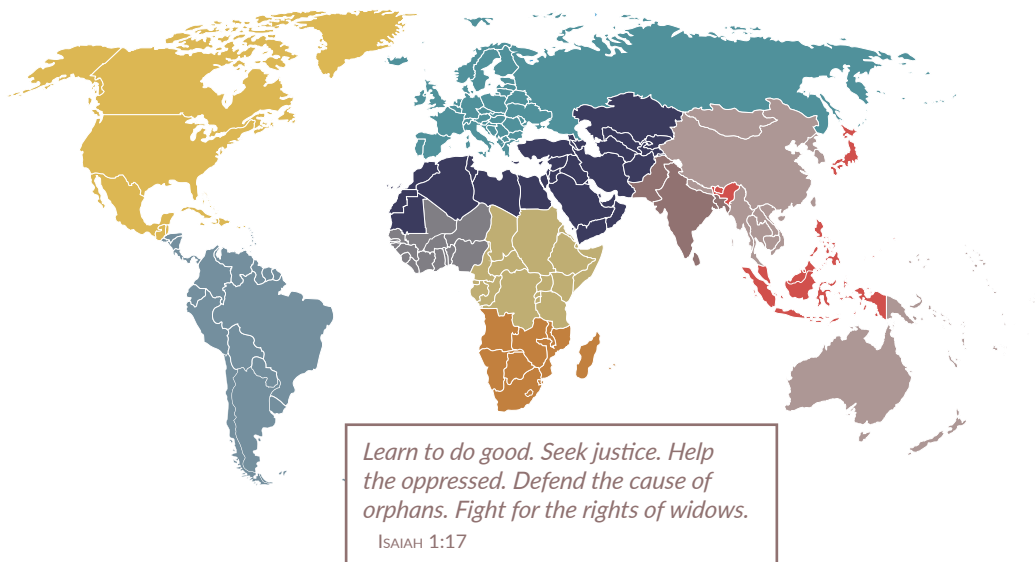 Learn to do good. Seek justice. Help
the oppressed. Defend the cause of
orphans. Fight for the rights of widows.
Isaiah 1:17